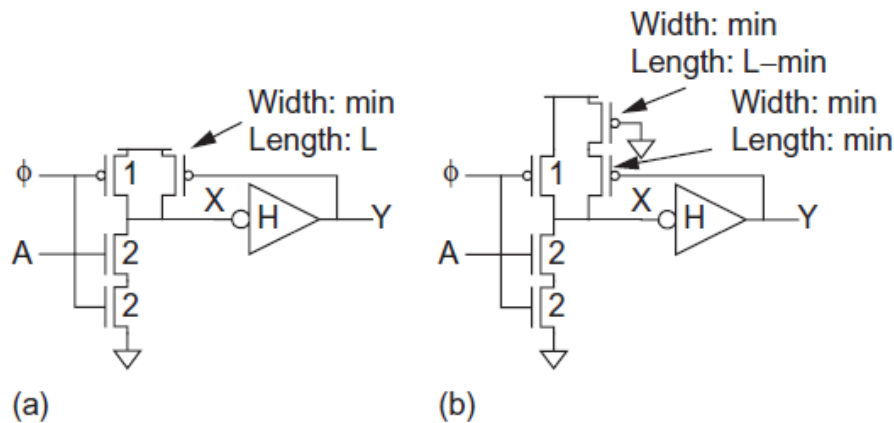 Width: min
Length: L
ϕ
1
X
H
Y
A
2
2
(a)
Width: min
Length: L–min
Width: min
Length: min
ϕ
1
X
H
Y
A
2
2
(b)